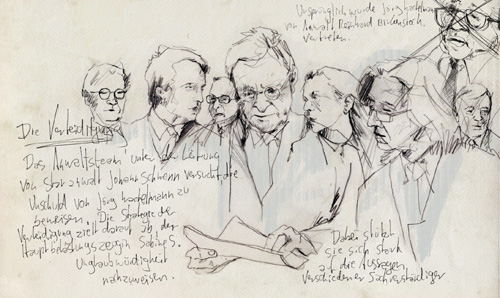 Ursprünglich wurde Jörg Kachelmann
von Anwalt Reinhard Birkenstock
vertreten.
Die Verteidigung
Das Anwaltsteam unter der Leitung
von Staranwalt Johann Schwenn versucht, die
Unschuld von Jörg Kachelmann zu
beweisen. Die Strategie der
Verteidigung zielt darauf ab, der
Hauptbelastungszeugin Sabine S.
Unglaubwürdigkeit
nachzuweisen.
Dabei stützt
sie sich stark
auf die Aussagen
verschiedener Sachverständiger